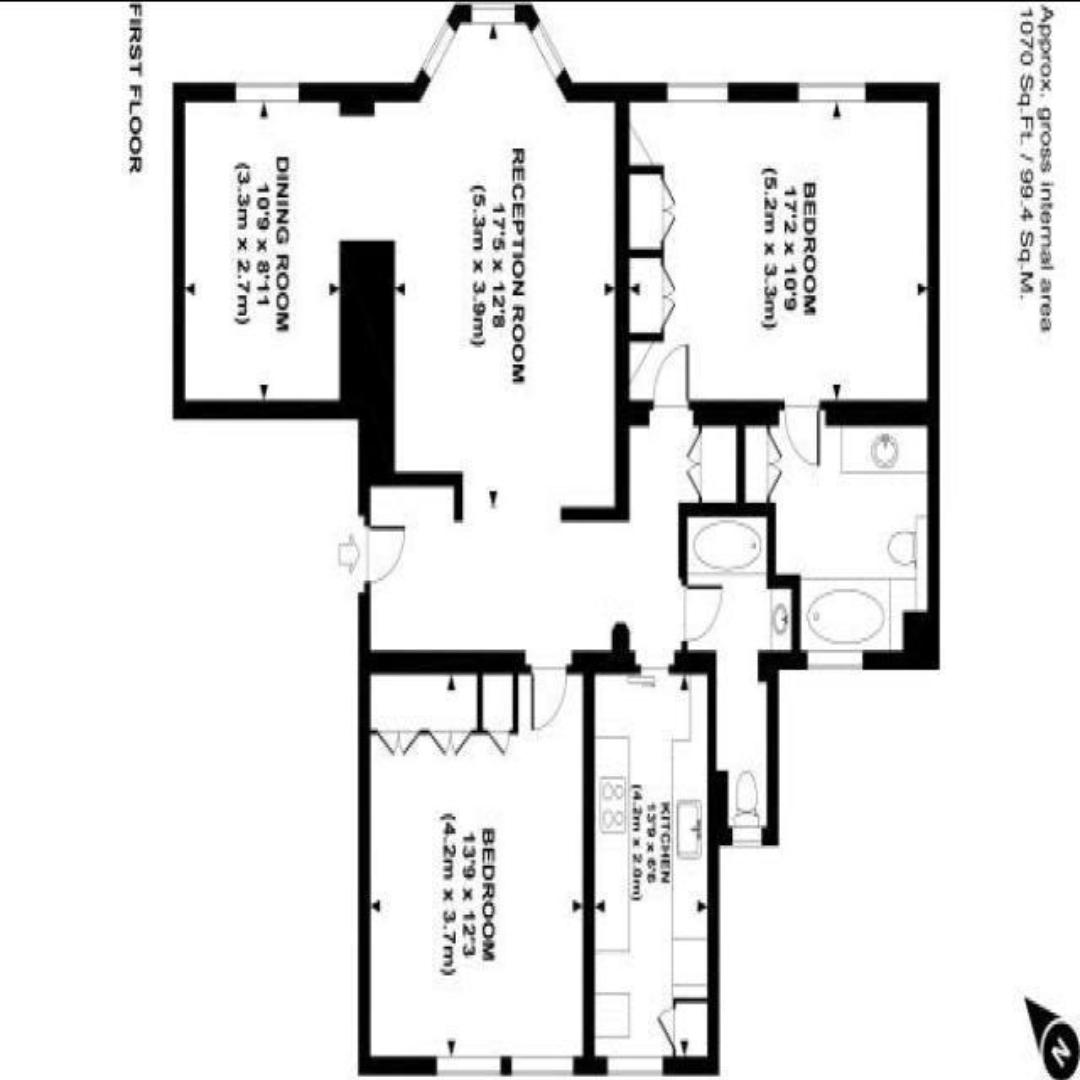 Approx. gross internal area
1070 Sq.Ft. / 99.4 Sq.M.
BEDROOM
17'2 x 10'9
(5.2m x 3.3m)
RECEPTION ROOM
17'5 x 12'8
(5.3m x 3.9m)
DINING ROOM
10'9 x 8'11
(3.3m x 2.7m)
KITCHEN
13'9 x 6'6
(4.2m x 2.0m)
BEDROOM
13'9 x 12'3
(4.2m x 3.7m)
FIRST FLOOR
N